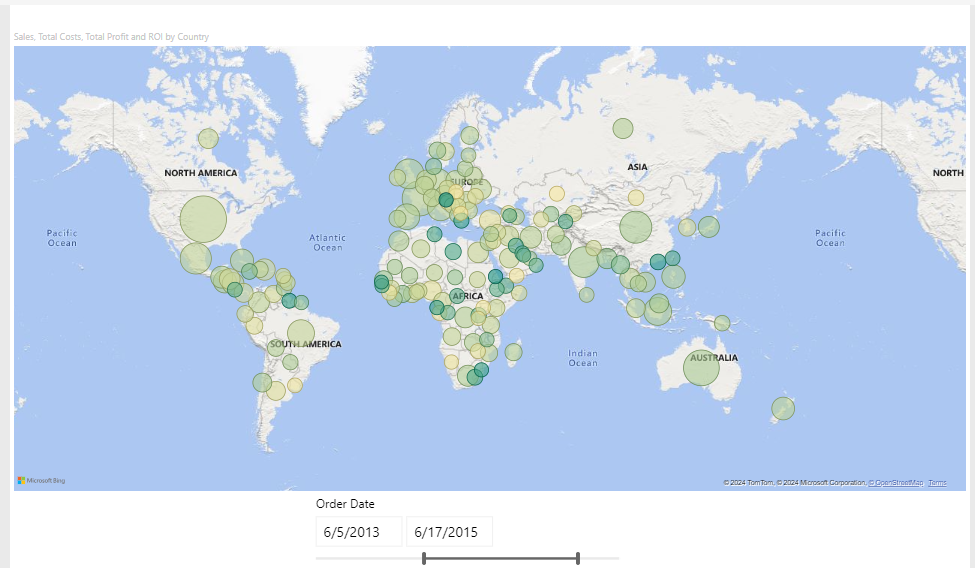 Sales, Total Costs, Total Profit and ROI by Country
NORTH AMERICA
ASIA
NORTH
EUROPE
Pacific
Ocean
Atlantic
Ocean
Pacific
Ocean
AFRICA
SOUTH AMERICA
Indian
Ocean
AUSTRALIA
Microsoft Bing
© 2024 TomTom, © 2024 Microsoft Corporation, © OpenStreetMap Terms
Order Date
6/5/2013 6/17/2015